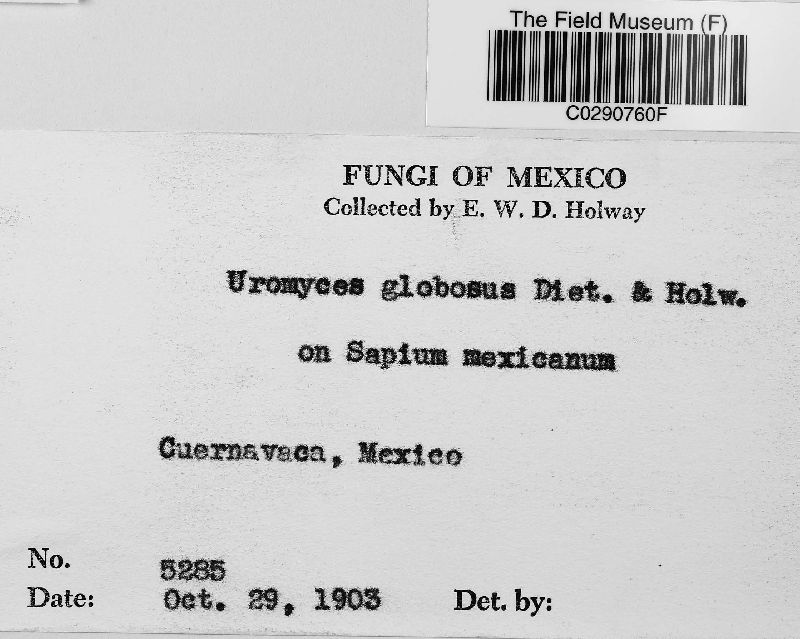 The Field Museum (F)
C0290760F
FUNGI OF MEXICO
Collected by E. W. D. Holway
Uromyces globosus Diet. & Holw.
on Sapium mexicanum
Cuernavaca, Mexico
No. 5285
Date: Oct. 29, 1903 Det. by: